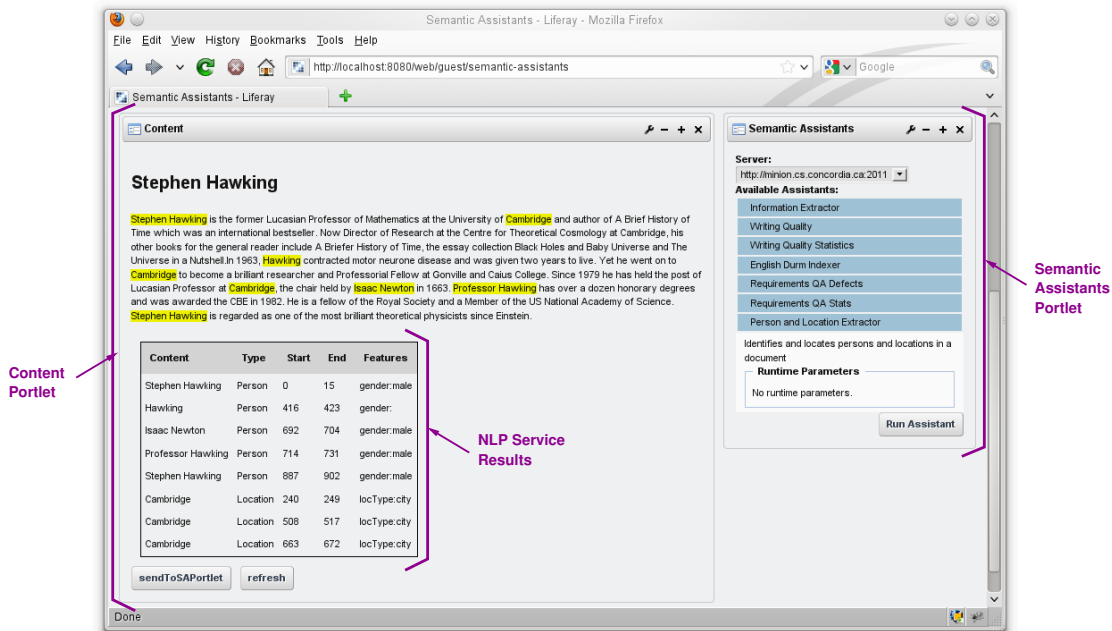 Semantic Assistants - Liferay - Mozilla Firefox
File Edit View History Bookmarks Tools Help
http://localhost:8080/web/guest/semantic-assistants
Google
Semantic Assistants - Liferay
Content
Stephen Hawking
Stephen Hawking is the former Lucasian Professor of Mathematics at the University of Cambridge and author of A Brief History of
Time which was an international bestseller. Now Director of Research at the Centre for Theoretical Cosmology at Cambridge, his
other books for the general reader include A Briefer History of Time, the essay collection Black Holes and Baby Universe and The
Universe in a Nutshell.In 1963, Hawking contracted motor neurone disease and was given two years to live. Yet he went on to
Cambridge to become a brilliant researcher and Professorial Fellow at Gonville and Caius College. Since 1979 he has held the post of
Lucasian Professor at Cambridge, the chair held by Isaac Newton in 1663. Professor Hawking has over a dozen honorary degrees
and was awarded the CBE in 1982. He is a fellow of the Royal Society and a Member of the US National Academy of Science.
Stephen Hawking is regarded as one of the most brilliant theoretical physicists since Einstein.
Content Type Start End Features
Stephen Hawking Person 0 15 gender:male
Hawking Person 416 423 gender:
Isaac Newton Person 692 704 gender:male
Professor Hawking Person 714 731 gender:male
Stephen Hawking Person 887 902 gender:male
Cambridge Location 240 249 locType:city
Cambridge Location 508 517 locType:city
Cambridge Location 663 672 locType:city
sendToSAPortlet refresh
Semantic Assistants
Server:
http://minion.cs.concordia.ca:2011
Available Assistants:
Information Extractor
Writing Quality
Writing Quality Statistics
English Durm Indexer
Requirements QA Defects
Requirements QA Stats
Person and Location Extractor
Identifies and locates persons and locations in a
document
Runtime Parameters
No runtime parameters.
Run Assistant
Done
Content
Portlet
NLP Service
Results
Semantic
Assistants
Portlet